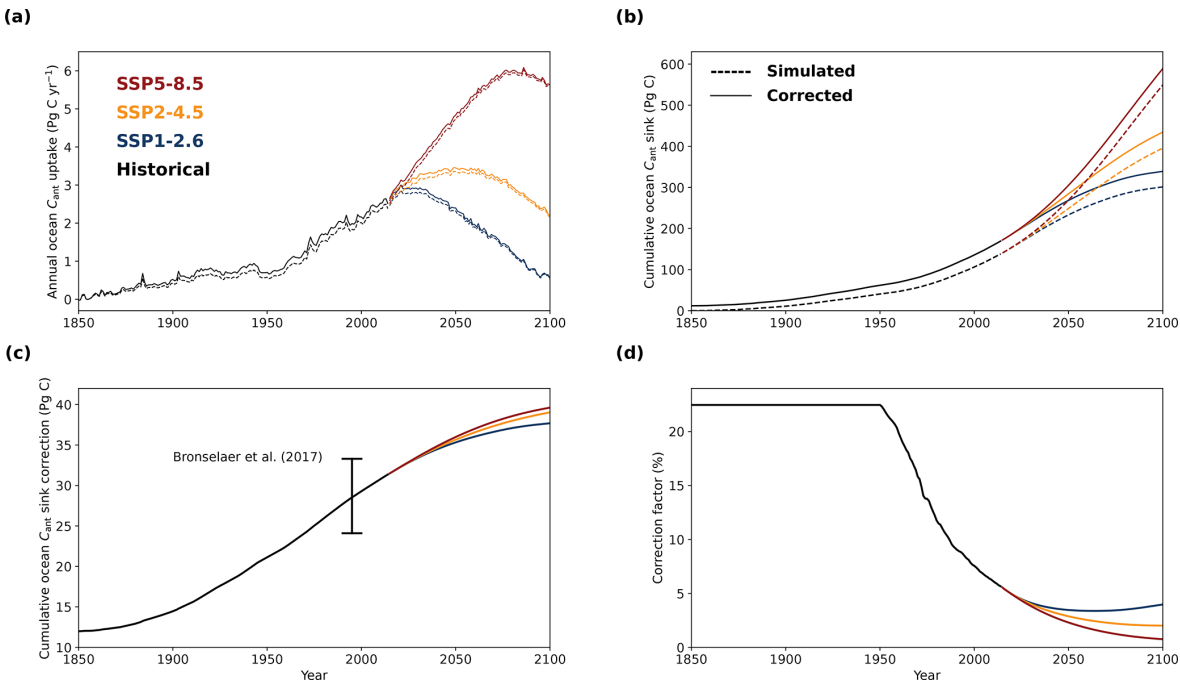 (a)
Annual ocean Cant uptake (Pg C yr−1)
6
5
4
3
2
1
0
SSP5-8.5
SSP2-4.5
SSP1-2.6
Historical
1850 1900 1950 2000 2050 2100
(b)
Cumulative ocean Cant sink (Pg C)
600
500
400
300
200
100
0
Simulated
Corrected
1850 1900 1950 2000 2050 2100
(c)
Cumulative ocean Cant sink correction (Pg C)
40
35
30
25
20
15
10
Bronselaer et al. (2017)
1850 1900 1950 2000 2050 2100
Year
(d)
Correction factor (%)
20
15
10
5
0
1850 1900 1950 2000 2050 2100
Year